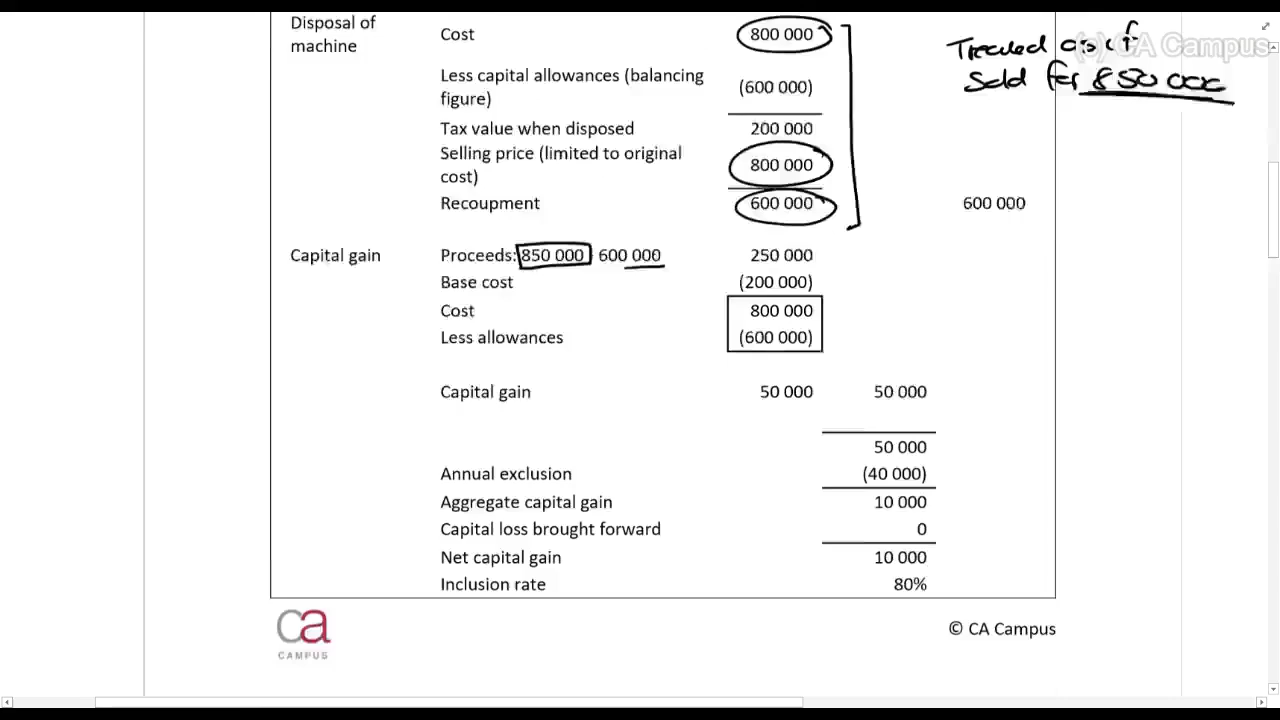 Disposal of
machine
Cost 800 000
Less capital allowances (balancing
figure) (600 000)
Tax value when disposed 200 000
Selling price (limited to original
cost) 800 000
Recoupment 600 000 600 000
Treated as if
Sold for 850 000
(c) CA Campus
Capital gain Proceeds: 850 000 600 000 250 000
Base cost (200 000)
Cost 800 000
Less allowances (600 000)
Capital gain 50 000 50 000
50 000
Annual exclusion (40 000)
Aggregate capital gain 10 000
Capital loss brought forward 0
Net capital gain 10 000
Inclusion rate 80%
ca
CAMPUS
© CA Campus